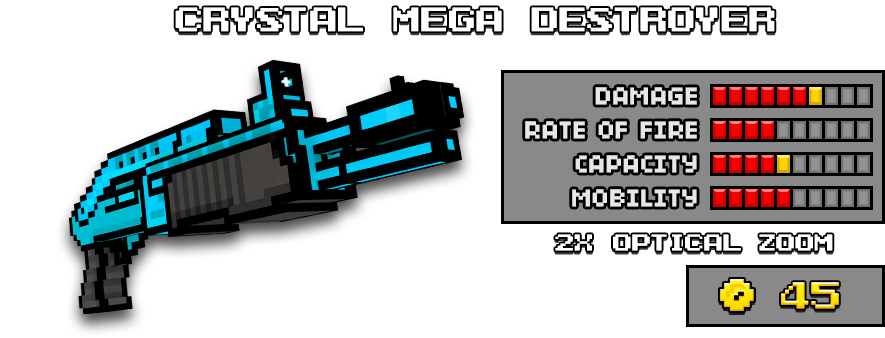 CRYSTAL MEGA DESTROYER
DAMAGE
RATE OF FIRE
CAPACITY
MOBILITY
2X OPTICAL ZOOM
45